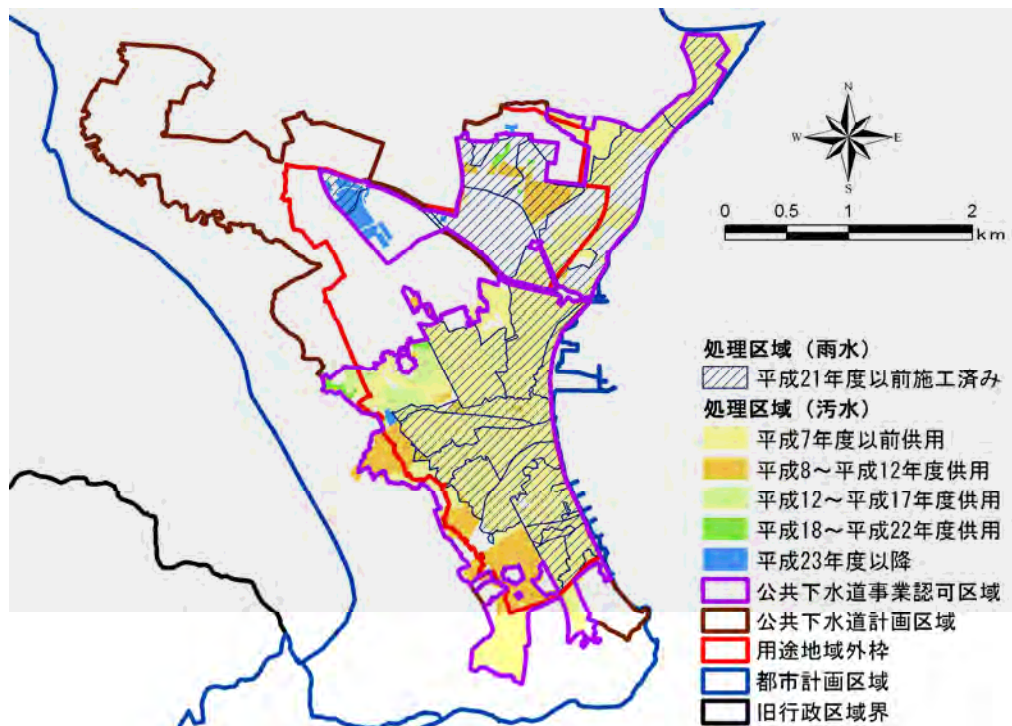 N
W E
S
0 0.5 1 2
km
処理区域（雨水）
平成21年度以前施工済み
処理区域（汚水）
平成7年度以前供用
平成8～平成12年度供用
平成12～平成17年度供用
平成18～平成22年度供用
平成23年度以降
公共下水道事業認可区域
公共下水道計画区域
用途地域外枠
都市計画区域
旧行政区域界